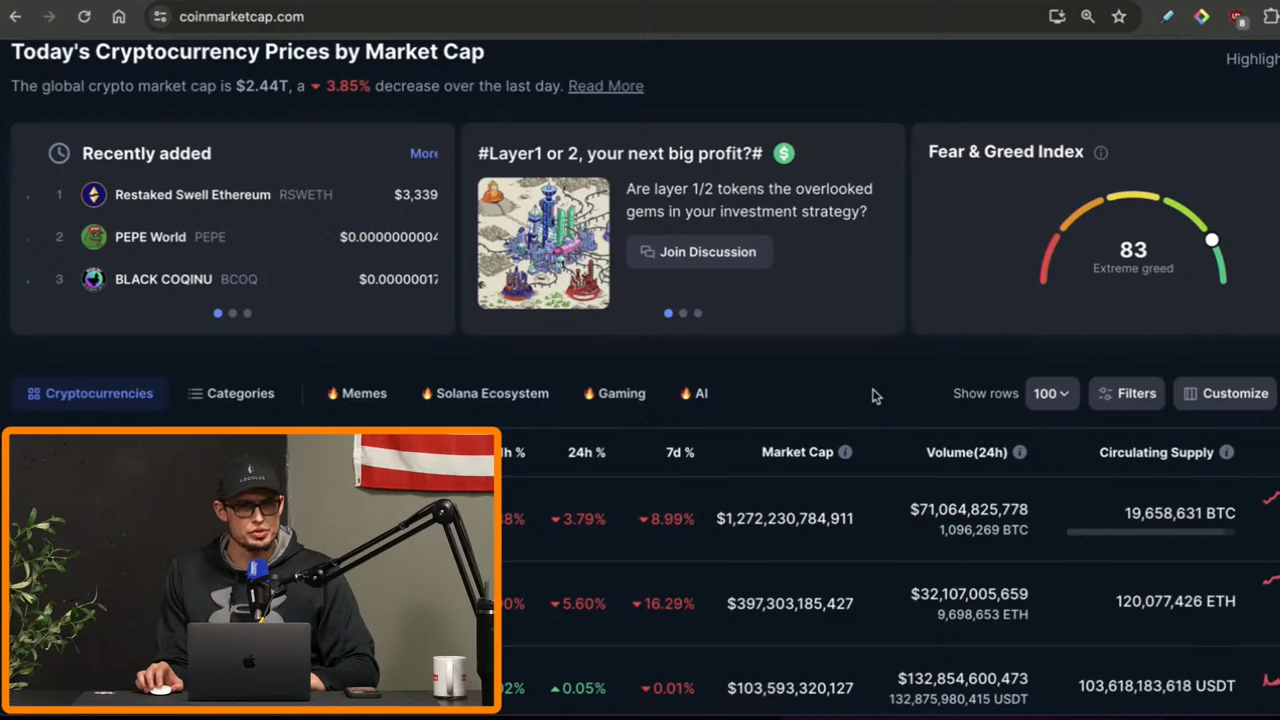 coinmarketcap.com
8
Today's Cryptocurrency Prices by Market Cap
Highligh
The global crypto market cap is $2.44T, a 3.85% decrease over the last day. Read More
Recently added
More
1 Restaked Swell Ethereum RSWETH $3,339
2 PEPE World PEPE $0.0000000004
3 BLACK COQINU BCOQ $0.00000017
#Layer1 or 2, your next big profit?#
Are layer 1/2 tokens the overlooked
gems in your investment strategy?
Join Discussion
Fear & Greed Index
83
Extreme greed
Cryptocurrencies Categories Memes Solana Ecosystem Gaming AI Show rows 100 Filters Customize
h % 24h % 7d % Market Cap Volume(24h) Circulating Supply
8% 3.79% 8.99% $1,272,230,784,911 $71,064,825,778 19,658,631 BTC
1,096,269 BTC
0% 5.60% 16.29% $397,303,185,427 $32,107,005,659 120,077,426 ETH
9,698,653 ETH
2% 0.05% 0.01% $103,593,320,127 $132,854,600,473 103,618,183,618 USDT
132,875,980,415 USDT